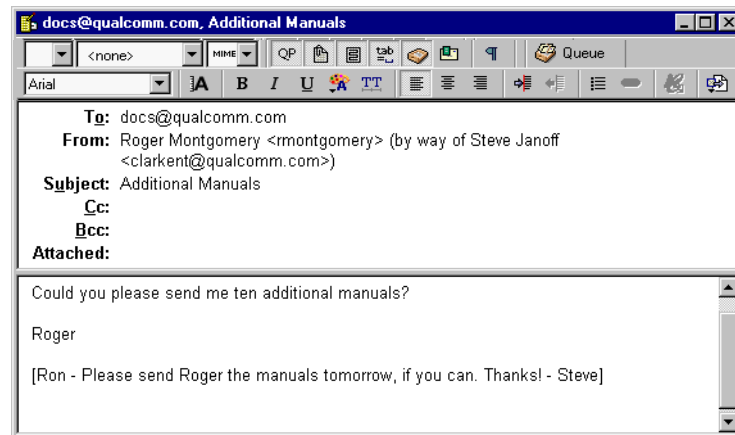 docs@qualcomm.com, Additional Manuals
<none> MIME QP tab Queue
Arial A B I U TT
To: docs@qualcomm.com
From: Roger Montgomery <rmontgomery> (by way of Steve Janoff
<clarkent@qualcomm.com>)
Subject: Additional Manuals
Cc:
Bcc:
Attached:
Could you please send me ten additional manuals?
Roger
[Ron - Please send Roger the manuals tomorrow, if you can. Thanks! - Steve]